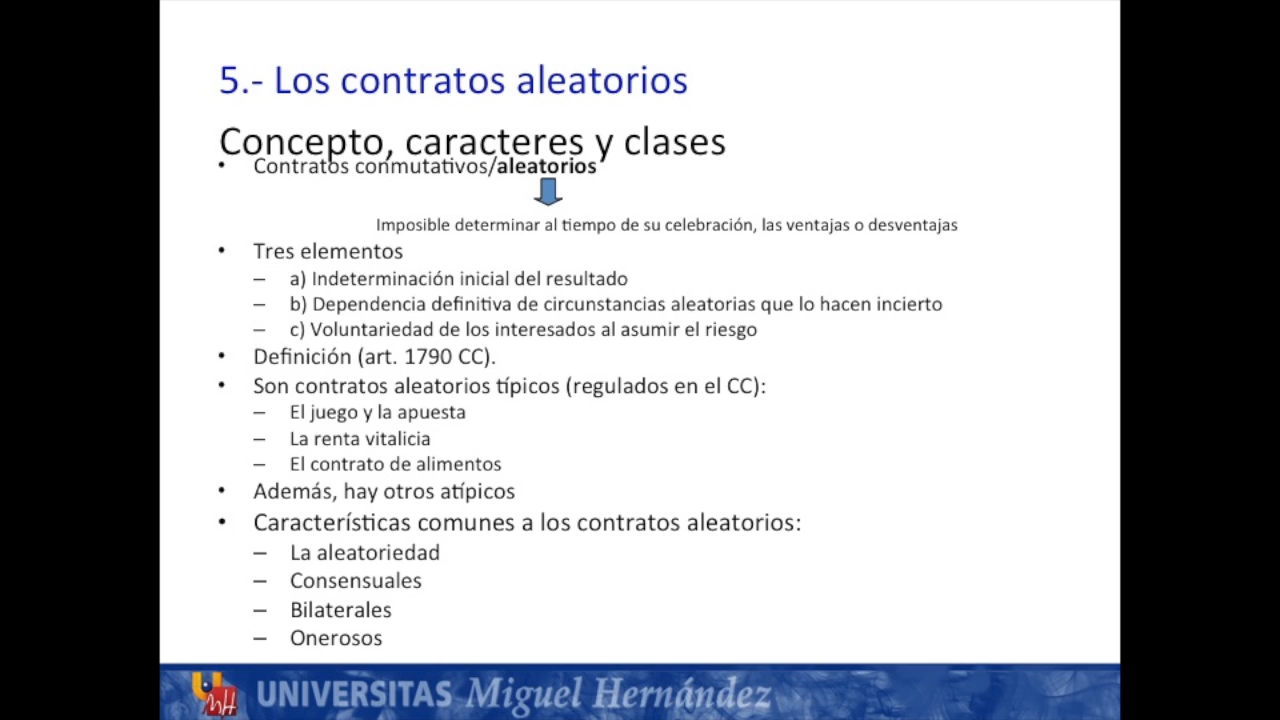 5.- Los contratos aleatorios
Concepto, caracteres y clases
• Contratos conmutativos/aleatorios
Imposible determinar al tiempo de su celebración, las ventajas o desventajas
• Tres elementos
– a) Indeterminación inicial del resultado
– b) Dependencia definitiva de circunstancias aleatorias que lo hacen incierto
– c) Voluntariedad de los interesados al asumir el riesgo
• Definición (art. 1790 CC).
• Son contratos aleatorios típicos (regulados en el CC):
– El juego y la apuesta
– La renta vitalicia
– El contrato de alimentos
• Además, hay otros atípicos
• Características comunes a los contratos aleatorios:
– La aleatoriedad
– Consensuales
– Bilaterales
– Onerosos
UNIVERSITAS Miguel Hernández